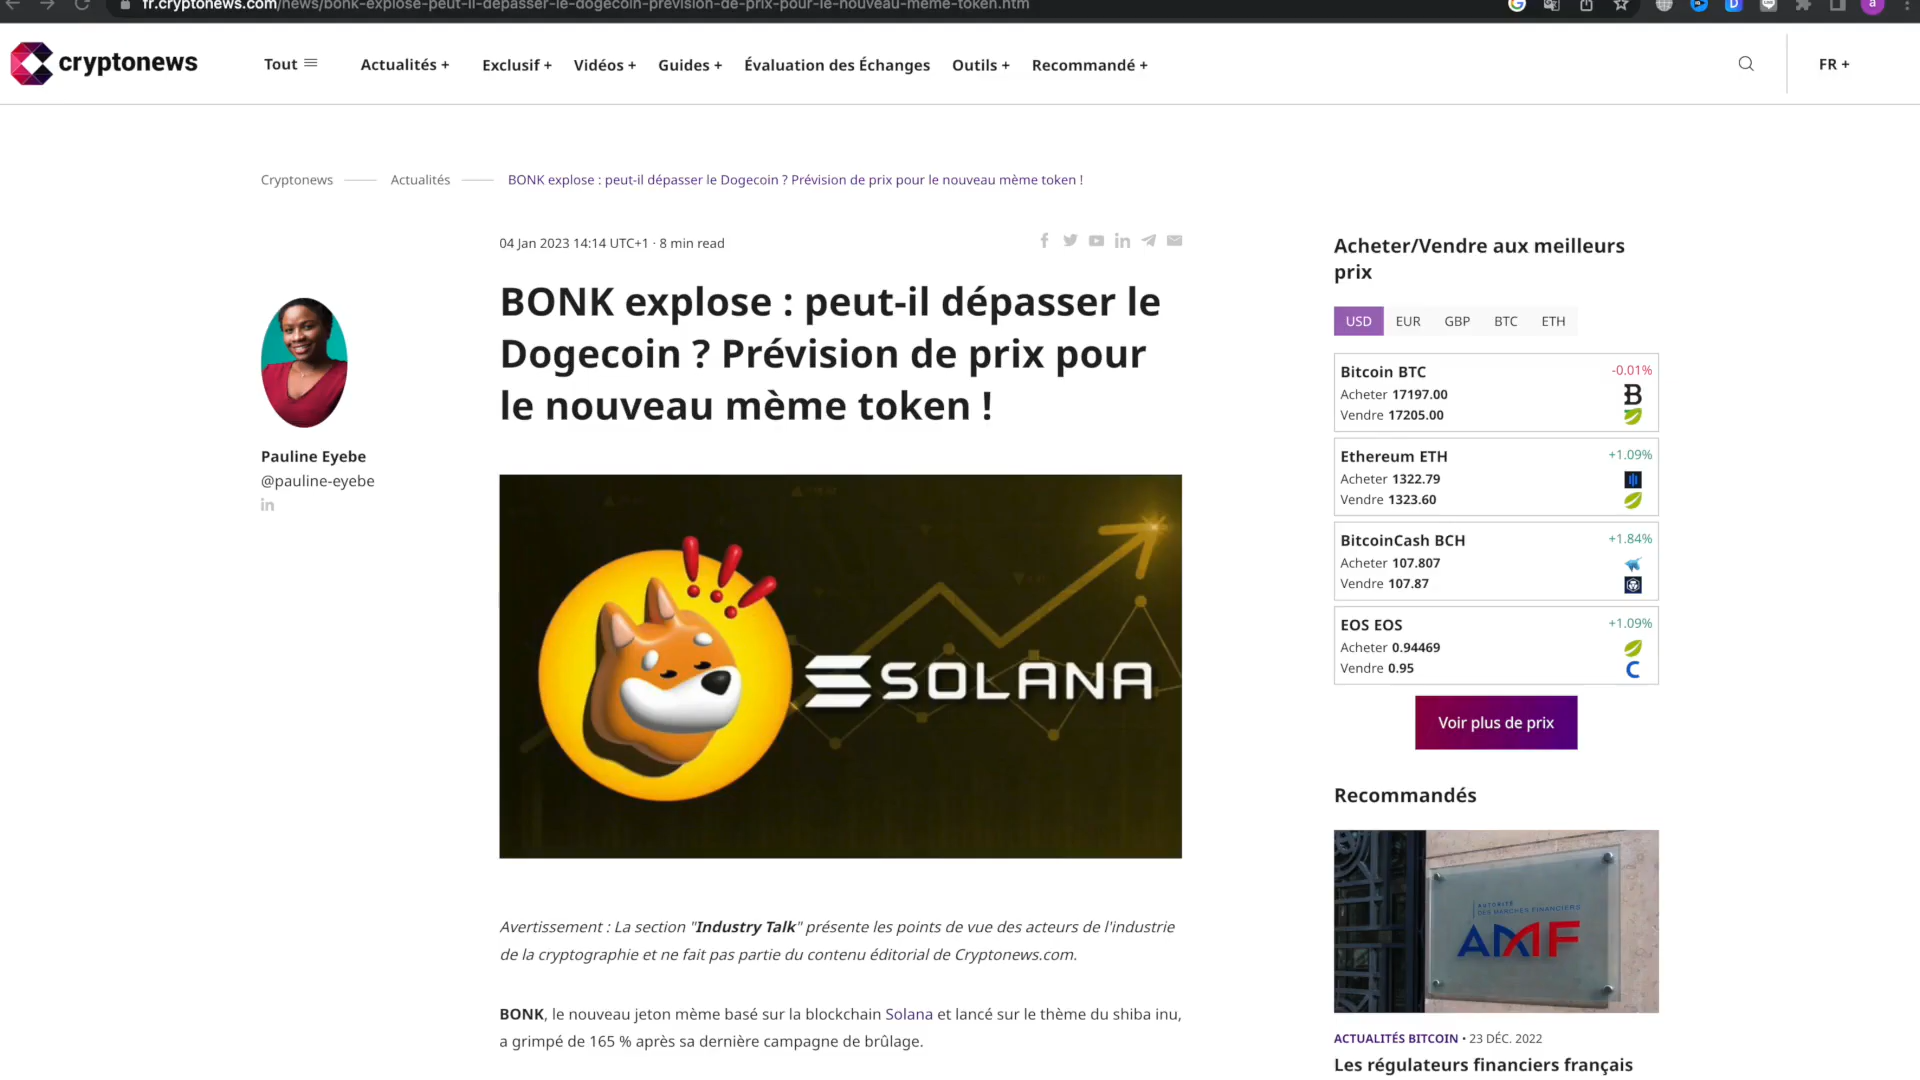 fr.cryptonews.com/news/bonk-explose-peut-il-depasser-le-dogecoin-prevision-de-prix-pour-le-nouveau-meme-token.htm
cryptonews
Tout
Actualités +
Exclusif +
Vidéos +
Guides +
Évaluation des Échanges
Outils +
Recommandé +
FR +
Cryptonews
Actualités
BONK explose : peut-il dépasser le Dogecoin ? Prévision de prix pour le nouveau mème token !
04 Jan 2023 14:14 UTC+1 · 8 min read
Pauline Eyebe
@pauline-eyebe
BONK explose : peut-il dépasser le
Dogecoin ? Prévision de prix pour
le nouveau mème token !
SOLANA
Avertissement : La section "Industry Talk" présente les points de vue des acteurs de l'industrie
de la cryptographie et ne fait pas partie du contenu éditorial de Cryptonews.com.
BONK, le nouveau jeton mème basé sur la blockchain Solana et lancé sur le thème du shiba inu,
a grimpé de 165 % après sa dernière campagne de brûlage.
Acheter/Vendre aux meilleurs
prix
USD EUR GBP BTC ETH
Bitcoin BTC -0.01%
Acheter 17197.00
Vendre 17205.00
Ethereum ETH +1.09%
Acheter 1322.79
Vendre 1323.60
BitcoinCash BCH +1.84%
Acheter 107.807
Vendre 107.87
EOS EOS +1.09%
Acheter 0.94469
Vendre 0.95
Voir plus de prix
Recommandés
AUTORITÉ
DES MARCHÉS FINANCIERS
AMF
ACTUALITÉS BITCOIN • 23 DÉC. 2022
Les régulateurs financiers français